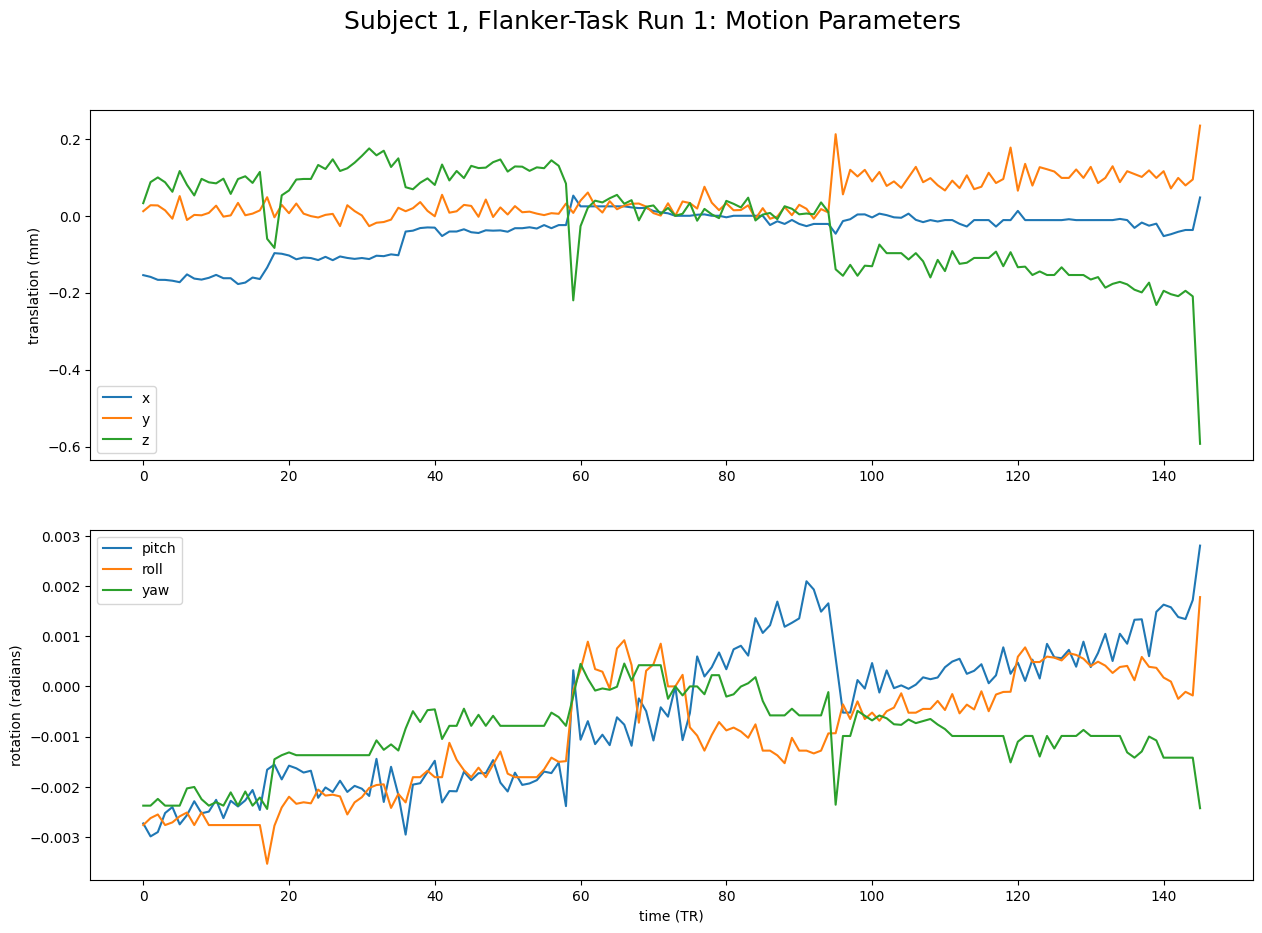 Subject 1, Flanker-Task Run 1: Motion Parameters
translation (mm)
0.2
0.0
−0.2
−0.4
−0.6
x
y
z
0 20 40 60 80 100 120 140
rotation (radians)
0.003
0.002
0.001
0.000
−0.001
−0.002
−0.003
pitch
roll
yaw
0 20 40 60 80 100 120 140
time (TR)